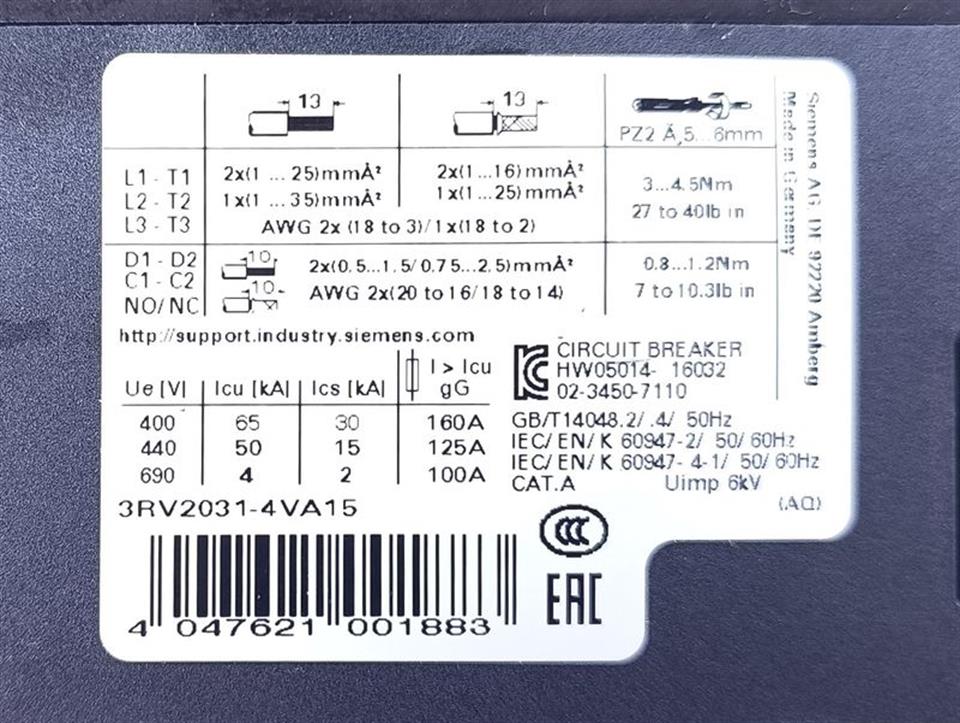 13
13
PZ2 Ä,5...6mm
L1 - T1
L2 - T2
L3 - T3
2x(1 ...25)mmÂ²
1x(1 ...35)mmÂ²
2x(1...16)mmÂ²
1x(1...25)mmÂ²
AWG 2x (18 to 3)/1x(18 to 2)
3...4.5Nm
27 to 40lb in
D1 - D2
C1 - C2
NO/ NC
10
10
2x(0.5...1.5/0.75...2.5)mmÂ²
AWG 2x(20 to 16/18 to 14)
0.8...1.2Nm
7 to 10.3lb in
Siemens AG, DE 92220 Amberg
Made in Germany
http://support.industry.siemens.com
Ue [V] Icu [kA] Ics [kA] I > Icu gG
400 65 30 160A
440 50 15 125A
690 4 2 100A
CIRCUIT BREAKER
HW05014- 16032
02-3450-7110
GB/T14048.2/ .4/ 50Hz
IEC/ EN/ K 60947-2/ 50/ 60Hz
IEC/ EN/ K 60947- 4-1/ 50/ 60Hz
CAT.A Uimp 6kV
(AQ)
3RV2031-4VA15
4 047621 001883
CCC
EAC